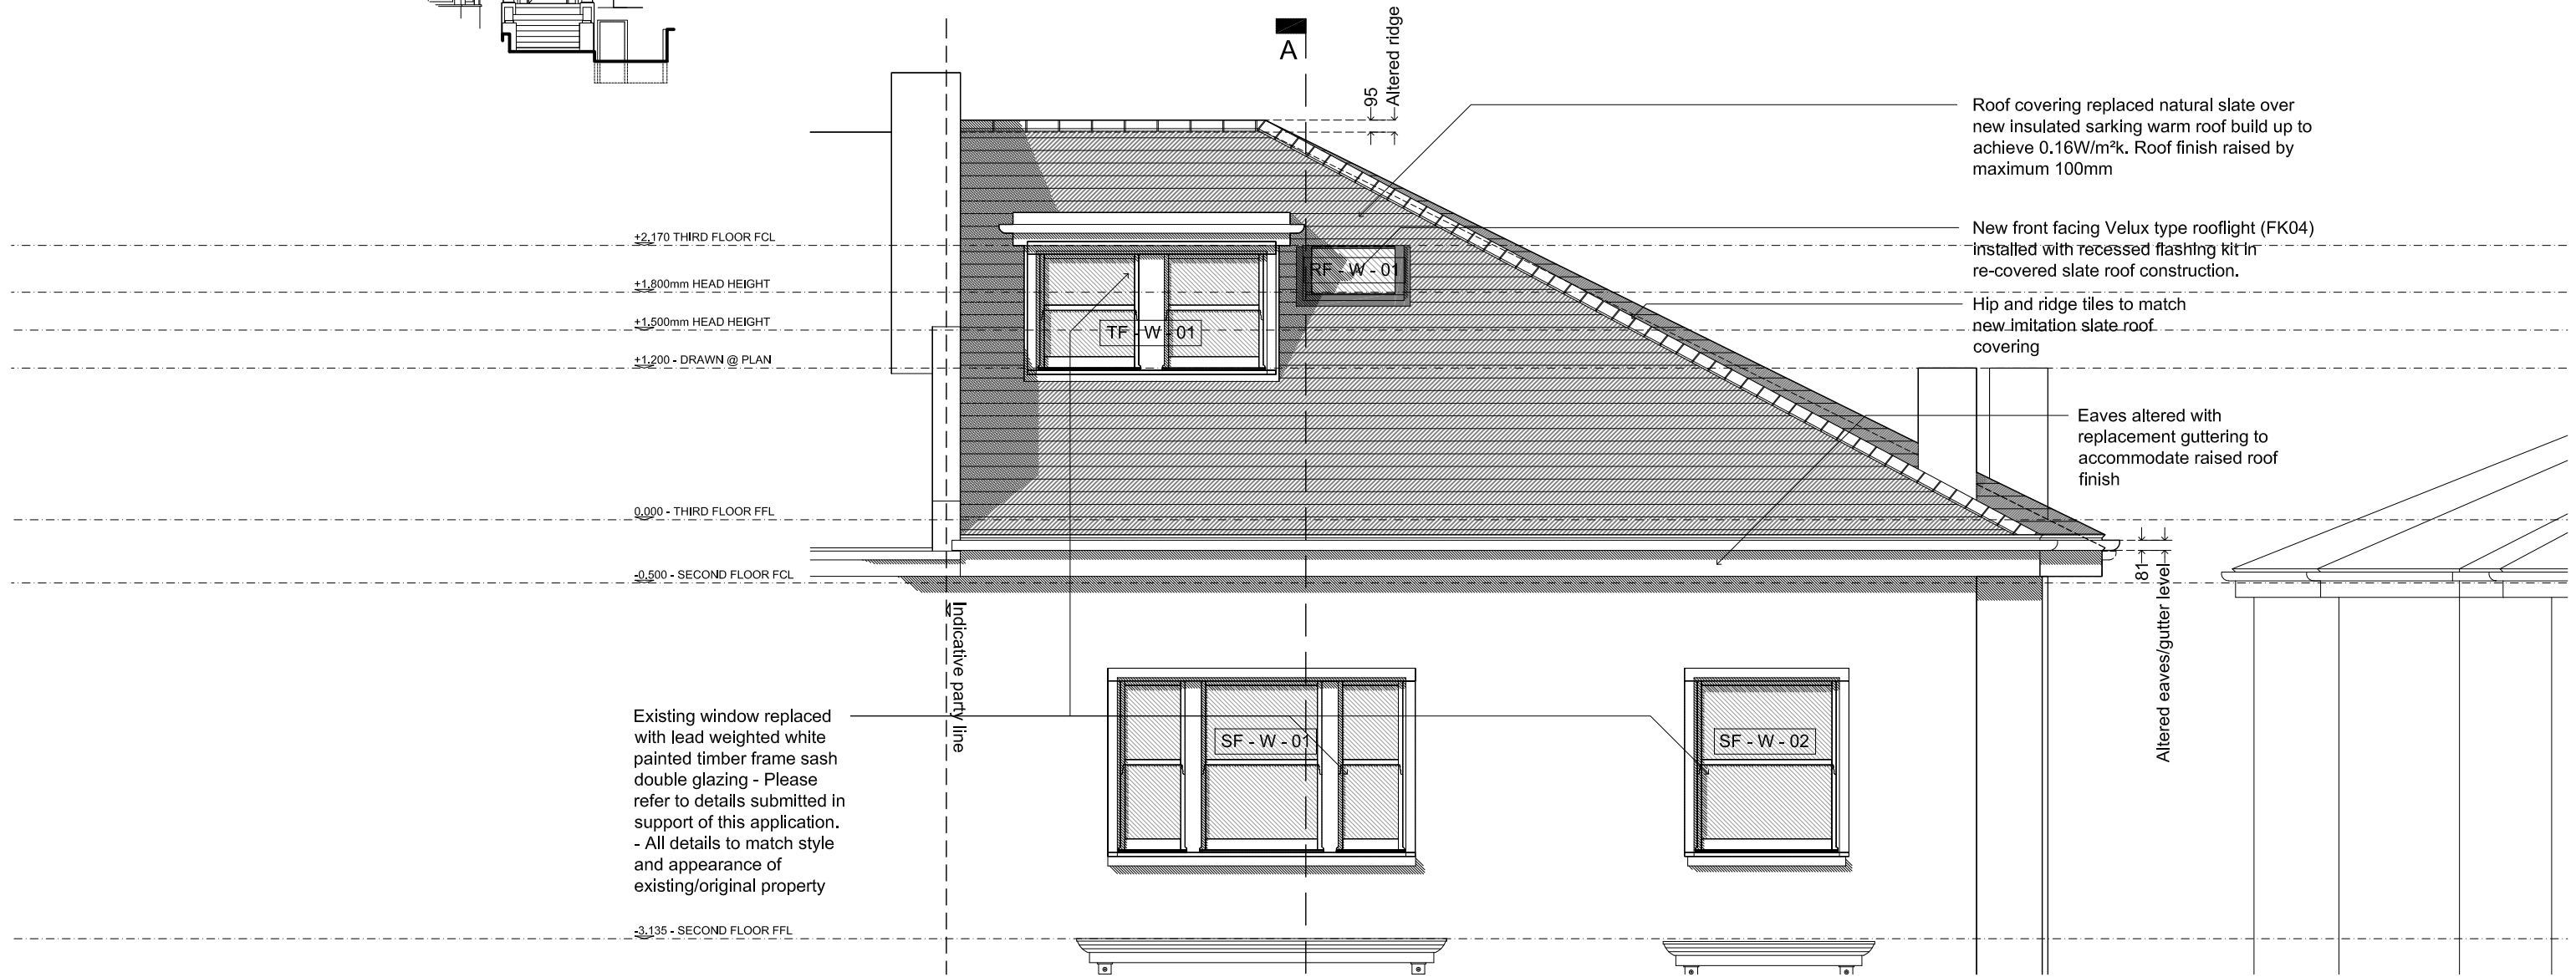 A
95
Altered ridge
Roof covering replaced natural slate over
new insulated sarking warm roof build up to
achieve 0.16W/m²k. Roof finish raised by
maximum 100mm
New front facing Velux type rooflight (FK04)
installed with recessed flashing kit in
re-covered slate roof construction.
Hip and ridge tiles to match
new imitation slate roof
covering
Eaves altered with
replacement guttering to
accommodate raised roof
finish
+2.170 THIRD FLOOR FCL
+1.800mm HEAD HEIGHT
+1.500mm HEAD HEIGHT
+1.200 - DRAWN @ PLAN
0.000 - THIRD FLOOR FFL
-0.500 - SECOND FLOOR FCL
RF - W - 01
TF - W - 01
81
Altered eaves/gutter level
Indicative party line
Existing window replaced
with lead weighted white
painted timber frame sash
double glazing - Please
refer to details submitted in
support of this application.
- All details to match style
and appearance of
existing/original property
SF - W - 01
SF - W - 02
-3.135 - SECOND FLOOR FFL